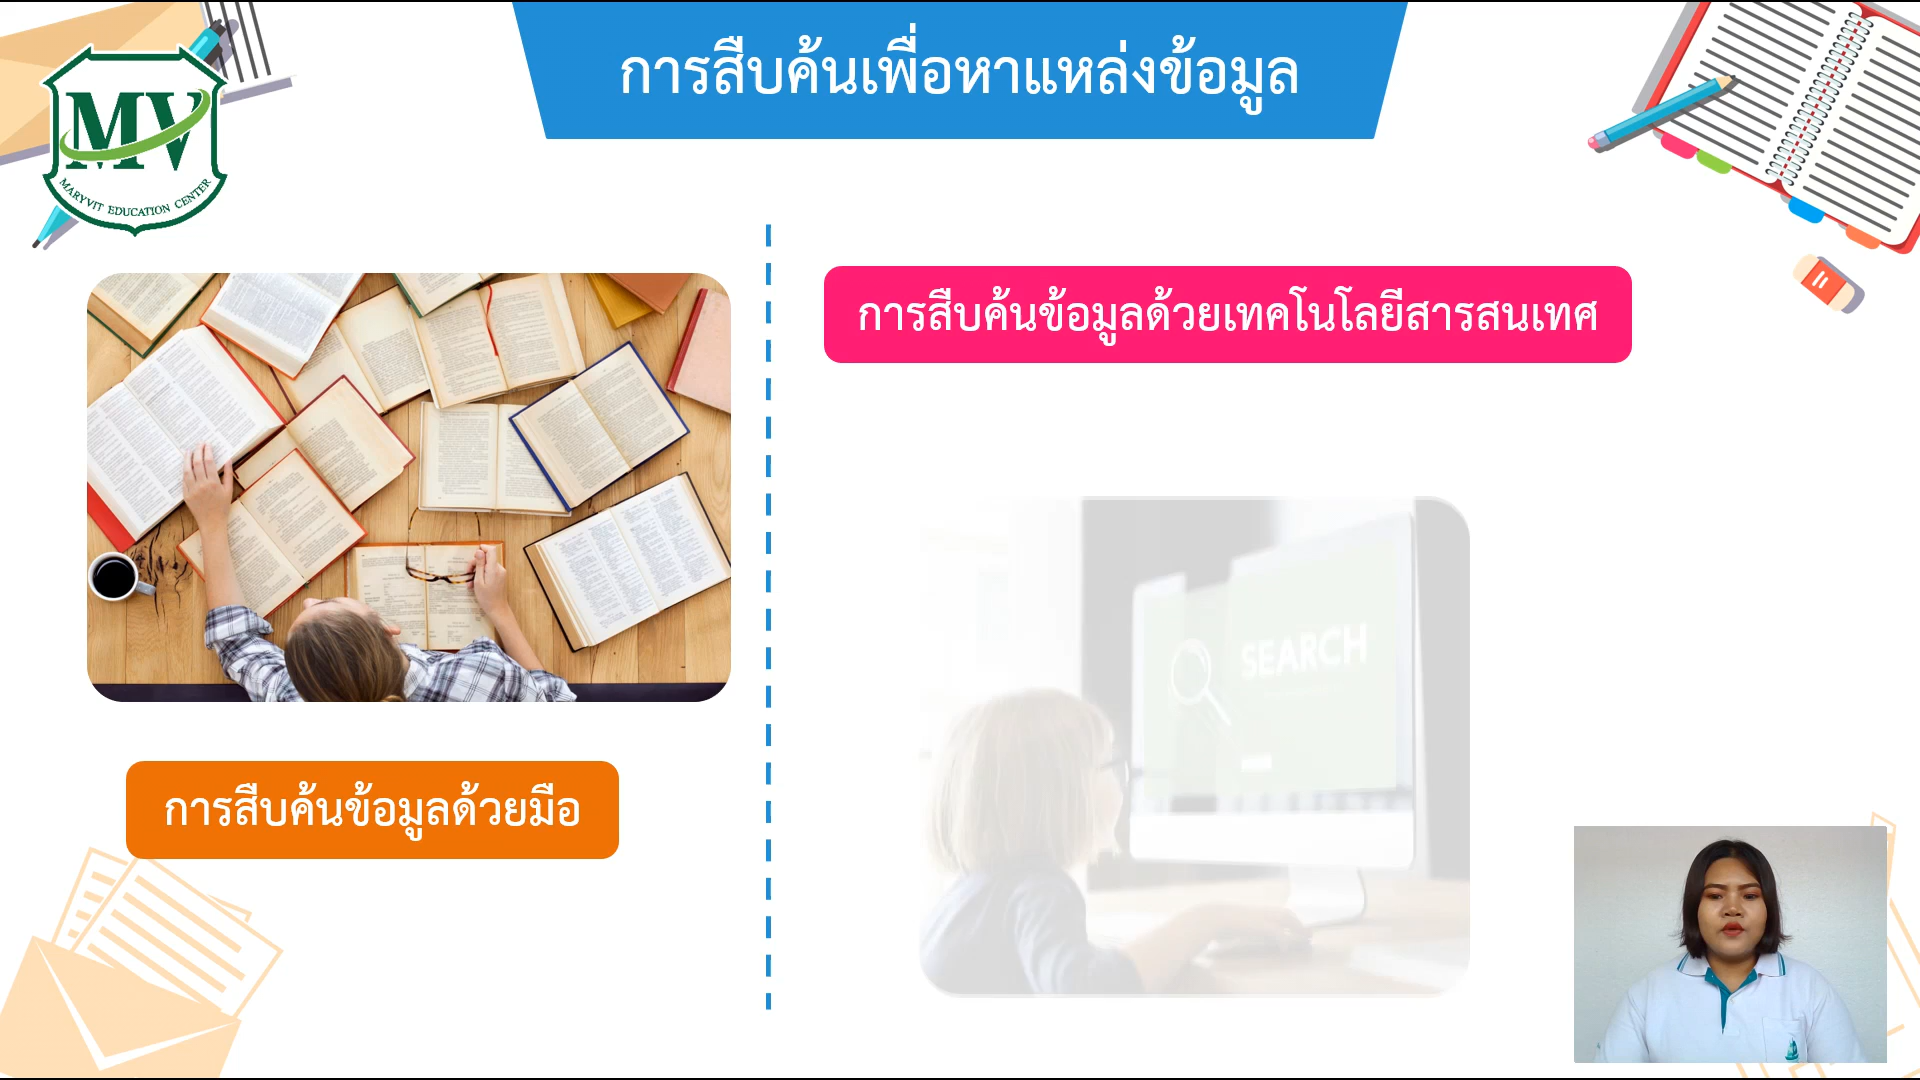 การสืบค้นเพื่อหาแหล่งข้อมูล
MV
MARYVIT EDUCATION CENTER
การสืบค้นข้อมูลด้วยเทคโนโลยีสารสนเทศ
SEARCH
การสืบค้นข้อมูลด้วยมือ